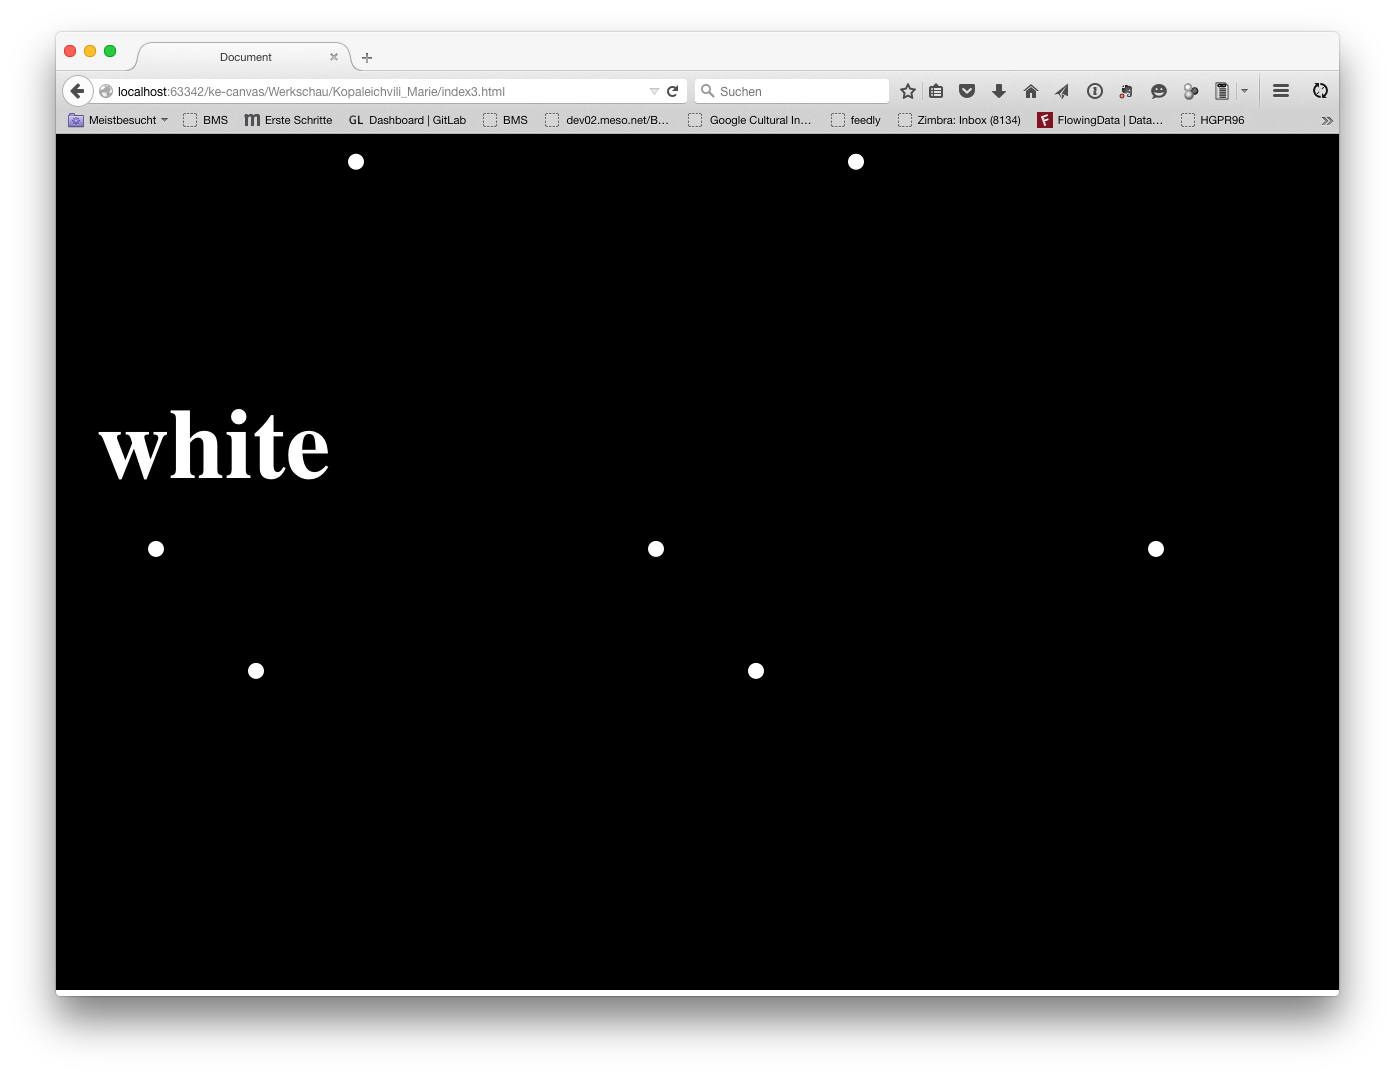 Document
localhost:63342/ke-canvas/Werkschau/Kopaleichvili_Marie/index3.html
Suchen
Meistbesucht BMS Erste Schritte GL Dashboard | GitLab BMS dev02.meso.net/B... Google Cultural In... feedly Zimbra: Inbox (8134) FlowingData | Data... HGPR96
white